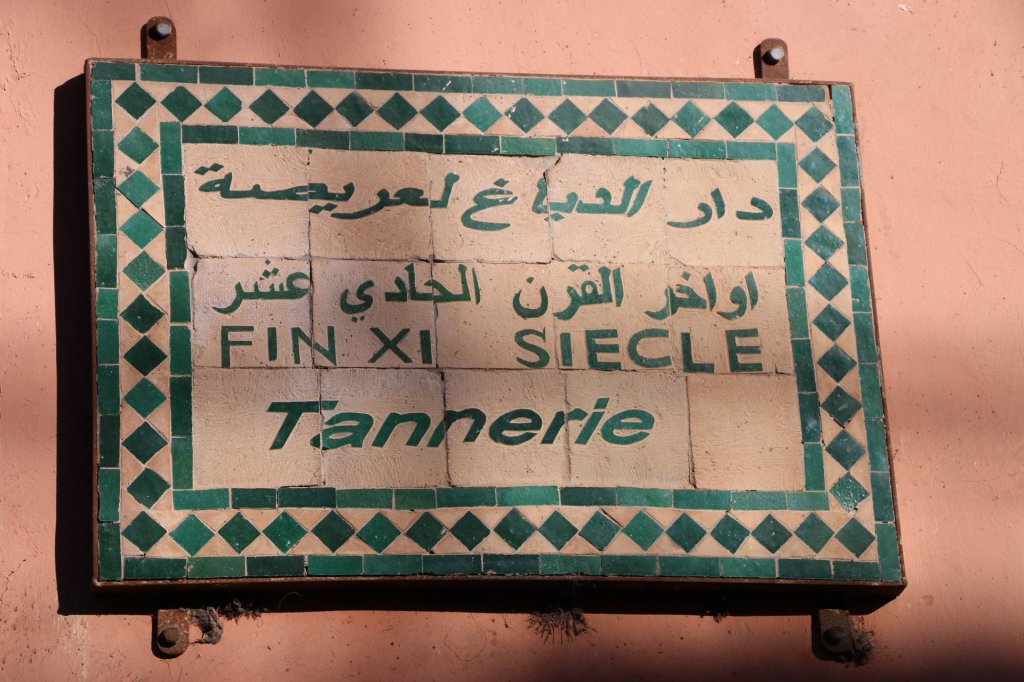 دار الدباغ لعريصة
اواخر القرن الحادي عشر
FIN XI SIECLE
Tannerie